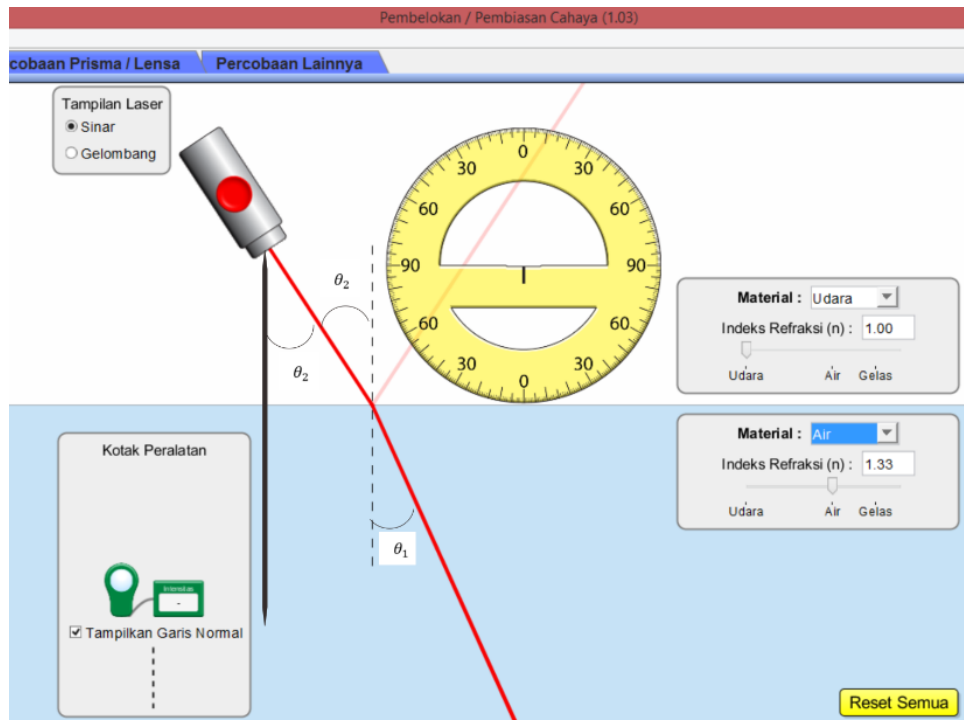 Pembelokan / Pembiasan Cahaya (1.03)
cobaan Prisma / Lensa
Percobaan Lainnya
Tampilan Laser
Sinar
Gelombang
0
30
30
60
60
90
90
60
60
30
30
0
θ₂
θ₂
θ₁
Material : Udara
Indeks Refraksi (n) : 1.00
Udara Air Gelas
Material : Air
Indeks Refraksi (n) : 1.33
Udara Air Gelas
Kotak Peralatan
Intensitas
-
Tampilkan Garis Normal
Reset Semua